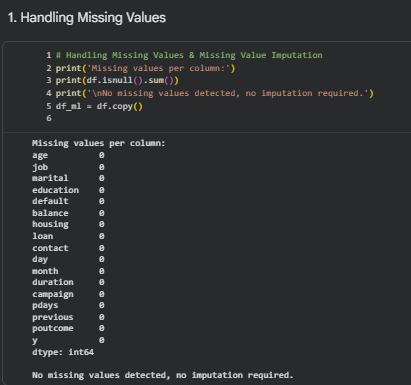 1. Handling Missing Values
1 # Handling Missing Values & Missing Value Imputation
2 print('Missing values per column:')
3 print(df.isnull().sum())
4 print('\nNo missing values detected, no imputation required.')
5 df_ml = df.copy()
6
Missing values per column:
age 0
job 0
marital 0
education 0
default 0
balance 0
housing 0
loan 0
contact 0
day 0
month 0
duration 0
campaign 0
pdays 0
previous 0
poutcome 0
y 0
dtype: int64
No missing values detected, no imputation required.